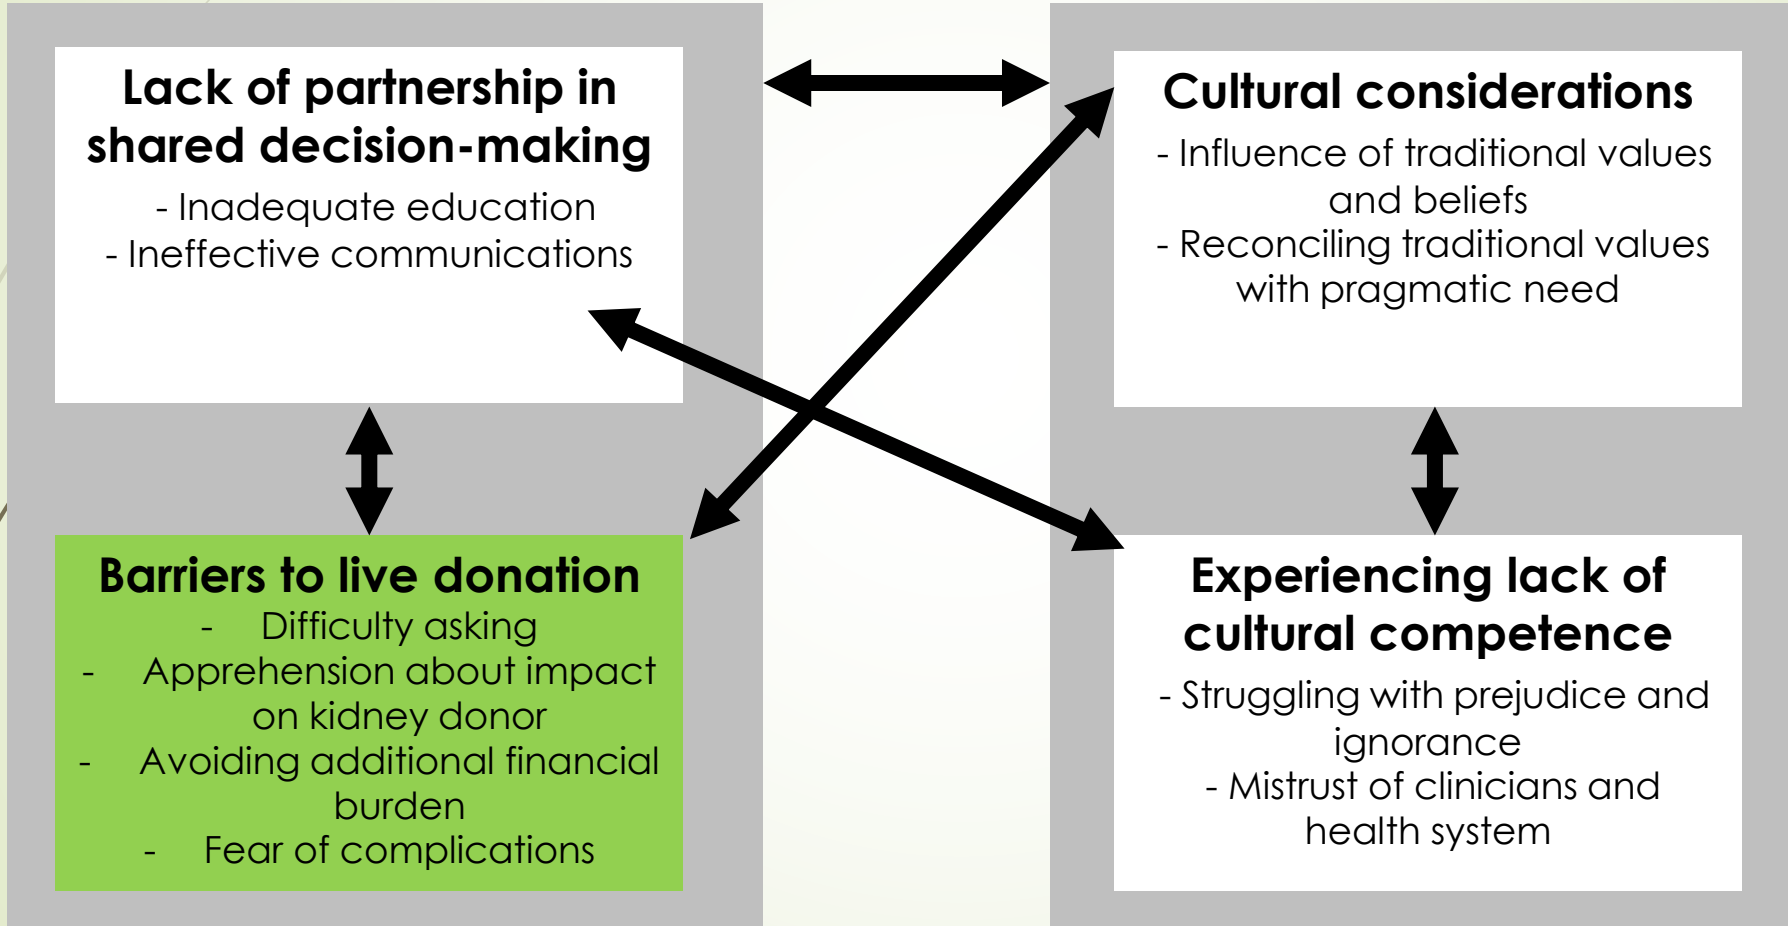 Lack of partnership in
shared decision-making
- Inadequate education
- Ineffective communications
Cultural considerations
- Influence of traditional values
and beliefs
- Reconciling traditional values
with pragmatic need
Barriers to live donation
- Difficulty asking
- Apprehension about impact
on kidney donor
- Avoiding additional financial
burden
- Fear of complications
Experiencing lack of
cultural competence
- Struggling with prejudice and
ignorance
- Mistrust of clinicians and
health system